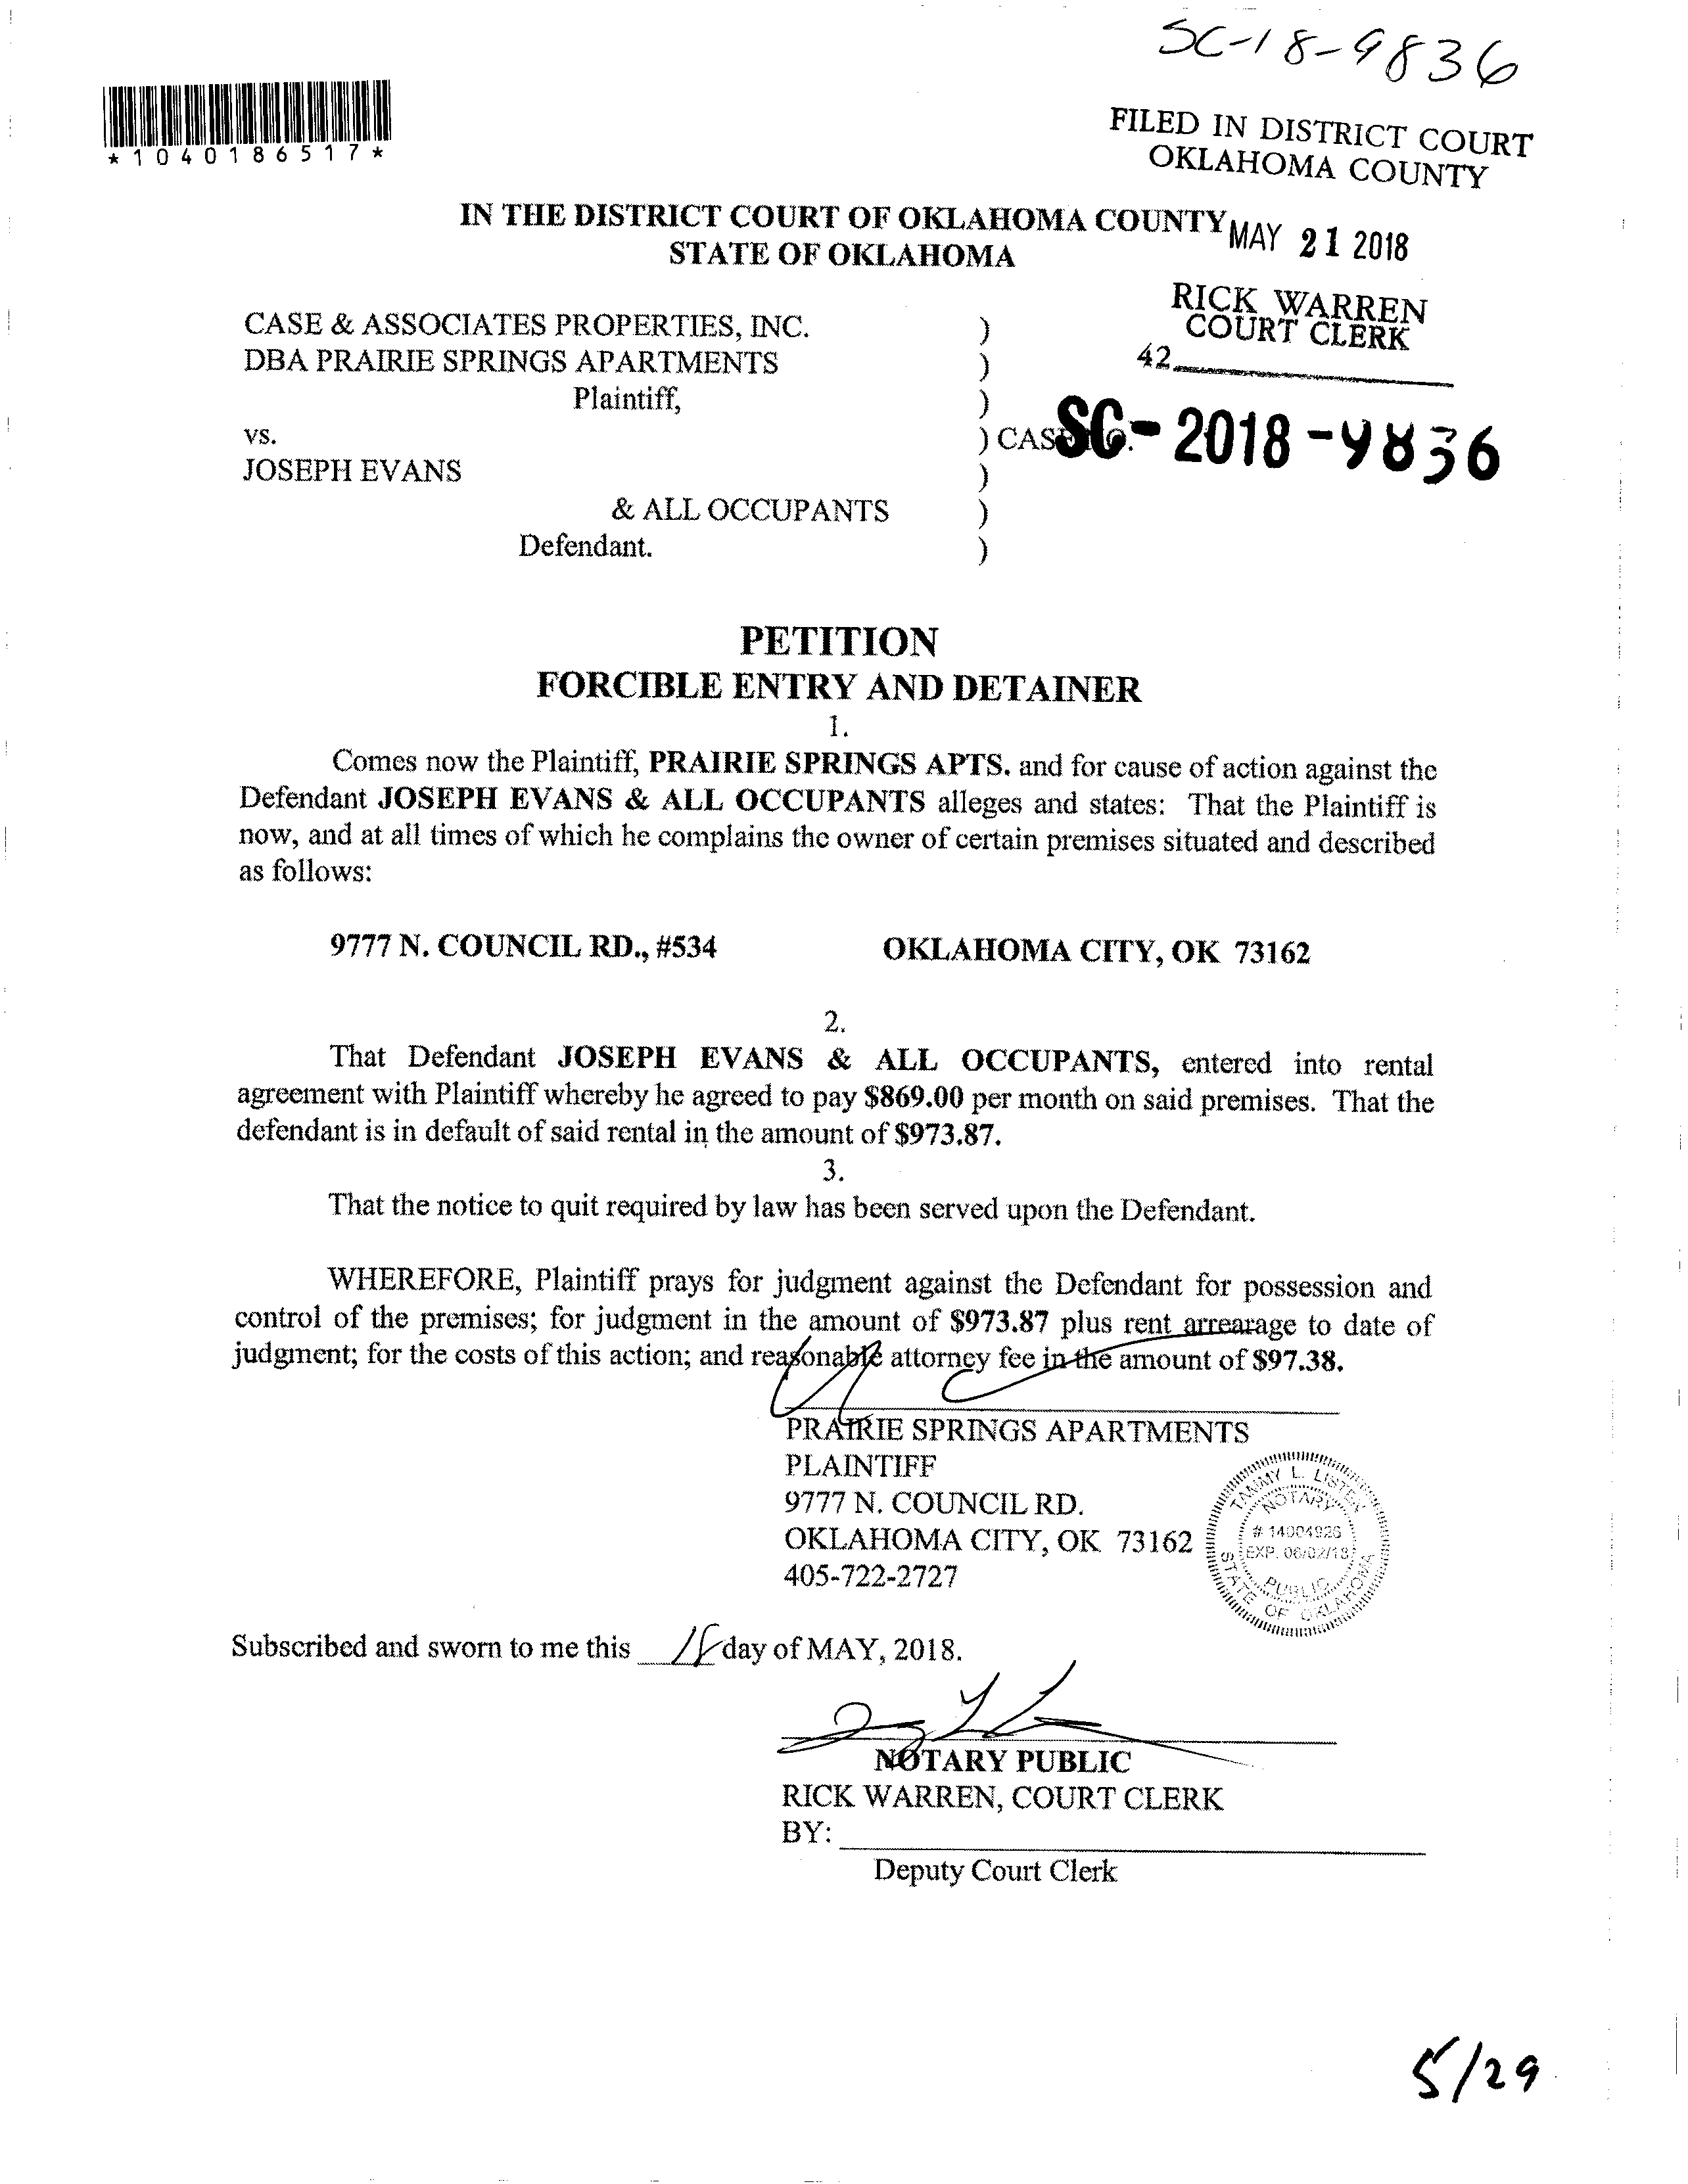 SC-18-9836
*1040186517*
FILED IN DISTRICT COURT
OKLAHOMA COUNTY
IN THE DISTRICT COURT OF OKLAHOMA COUNTY
STATE OF OKLAHOMA
MAY 21 2018
RICK WARREN
COURT CLERK
42
CASE & ASSOCIATES PROPERTIES, INC. )
DBA PRAIRIE SPRINGS APARTMENTS )
Plaintiff, )
vs. ) CASE NO. SC-2018-9836
JOSEPH EVANS )
& ALL OCCUPANTS )
Defendant. )
PETITION
FORCIBLE ENTRY AND DETAINER
1.
Comes now the Plaintiff, PRAIRIE SPRINGS APTS. and for cause of action against the
Defendant JOSEPH EVANS & ALL OCCUPANTS alleges and states: That the Plaintiff is
now, and at all times of which he complains the owner of certain premises situated and described
as follows:
9777 N. COUNCIL RD., #534 OKLAHOMA CITY, OK 73162
2.
That Defendant JOSEPH EVANS & ALL OCCUPANTS, entered into rental
agreement with Plaintiff whereby he agreed to pay $869.00 per month on said premises. That the
defendant is in default of said rental in the amount of $973.87.
3.
That the notice to quit required by law has been served upon the Defendant.
WHEREFORE, Plaintiff prays for judgment against the Defendant for possession and
control of the premises; for judgment in the amount of $973.87 plus rent arrearage to date of
judgment; for the costs of this action; and reasonable attorney fee in the amount of $97.38.
PRAIRIE SPRINGS APARTMENTS
PLAINTIFF
9777 N. COUNCIL RD.
OKLAHOMA CITY, OK 73162
405-722-2727
TAMMY L. LISTEN
NOTARY
# 14004926
EXP. 06/02/18
PUBLIC
STATE OF OKLAHOMA
Subscribed and sworn to me this 18 day of MAY, 2018.
NOTARY PUBLIC
RICK WARREN, COURT CLERK
BY:
Deputy Court Clerk
5/29